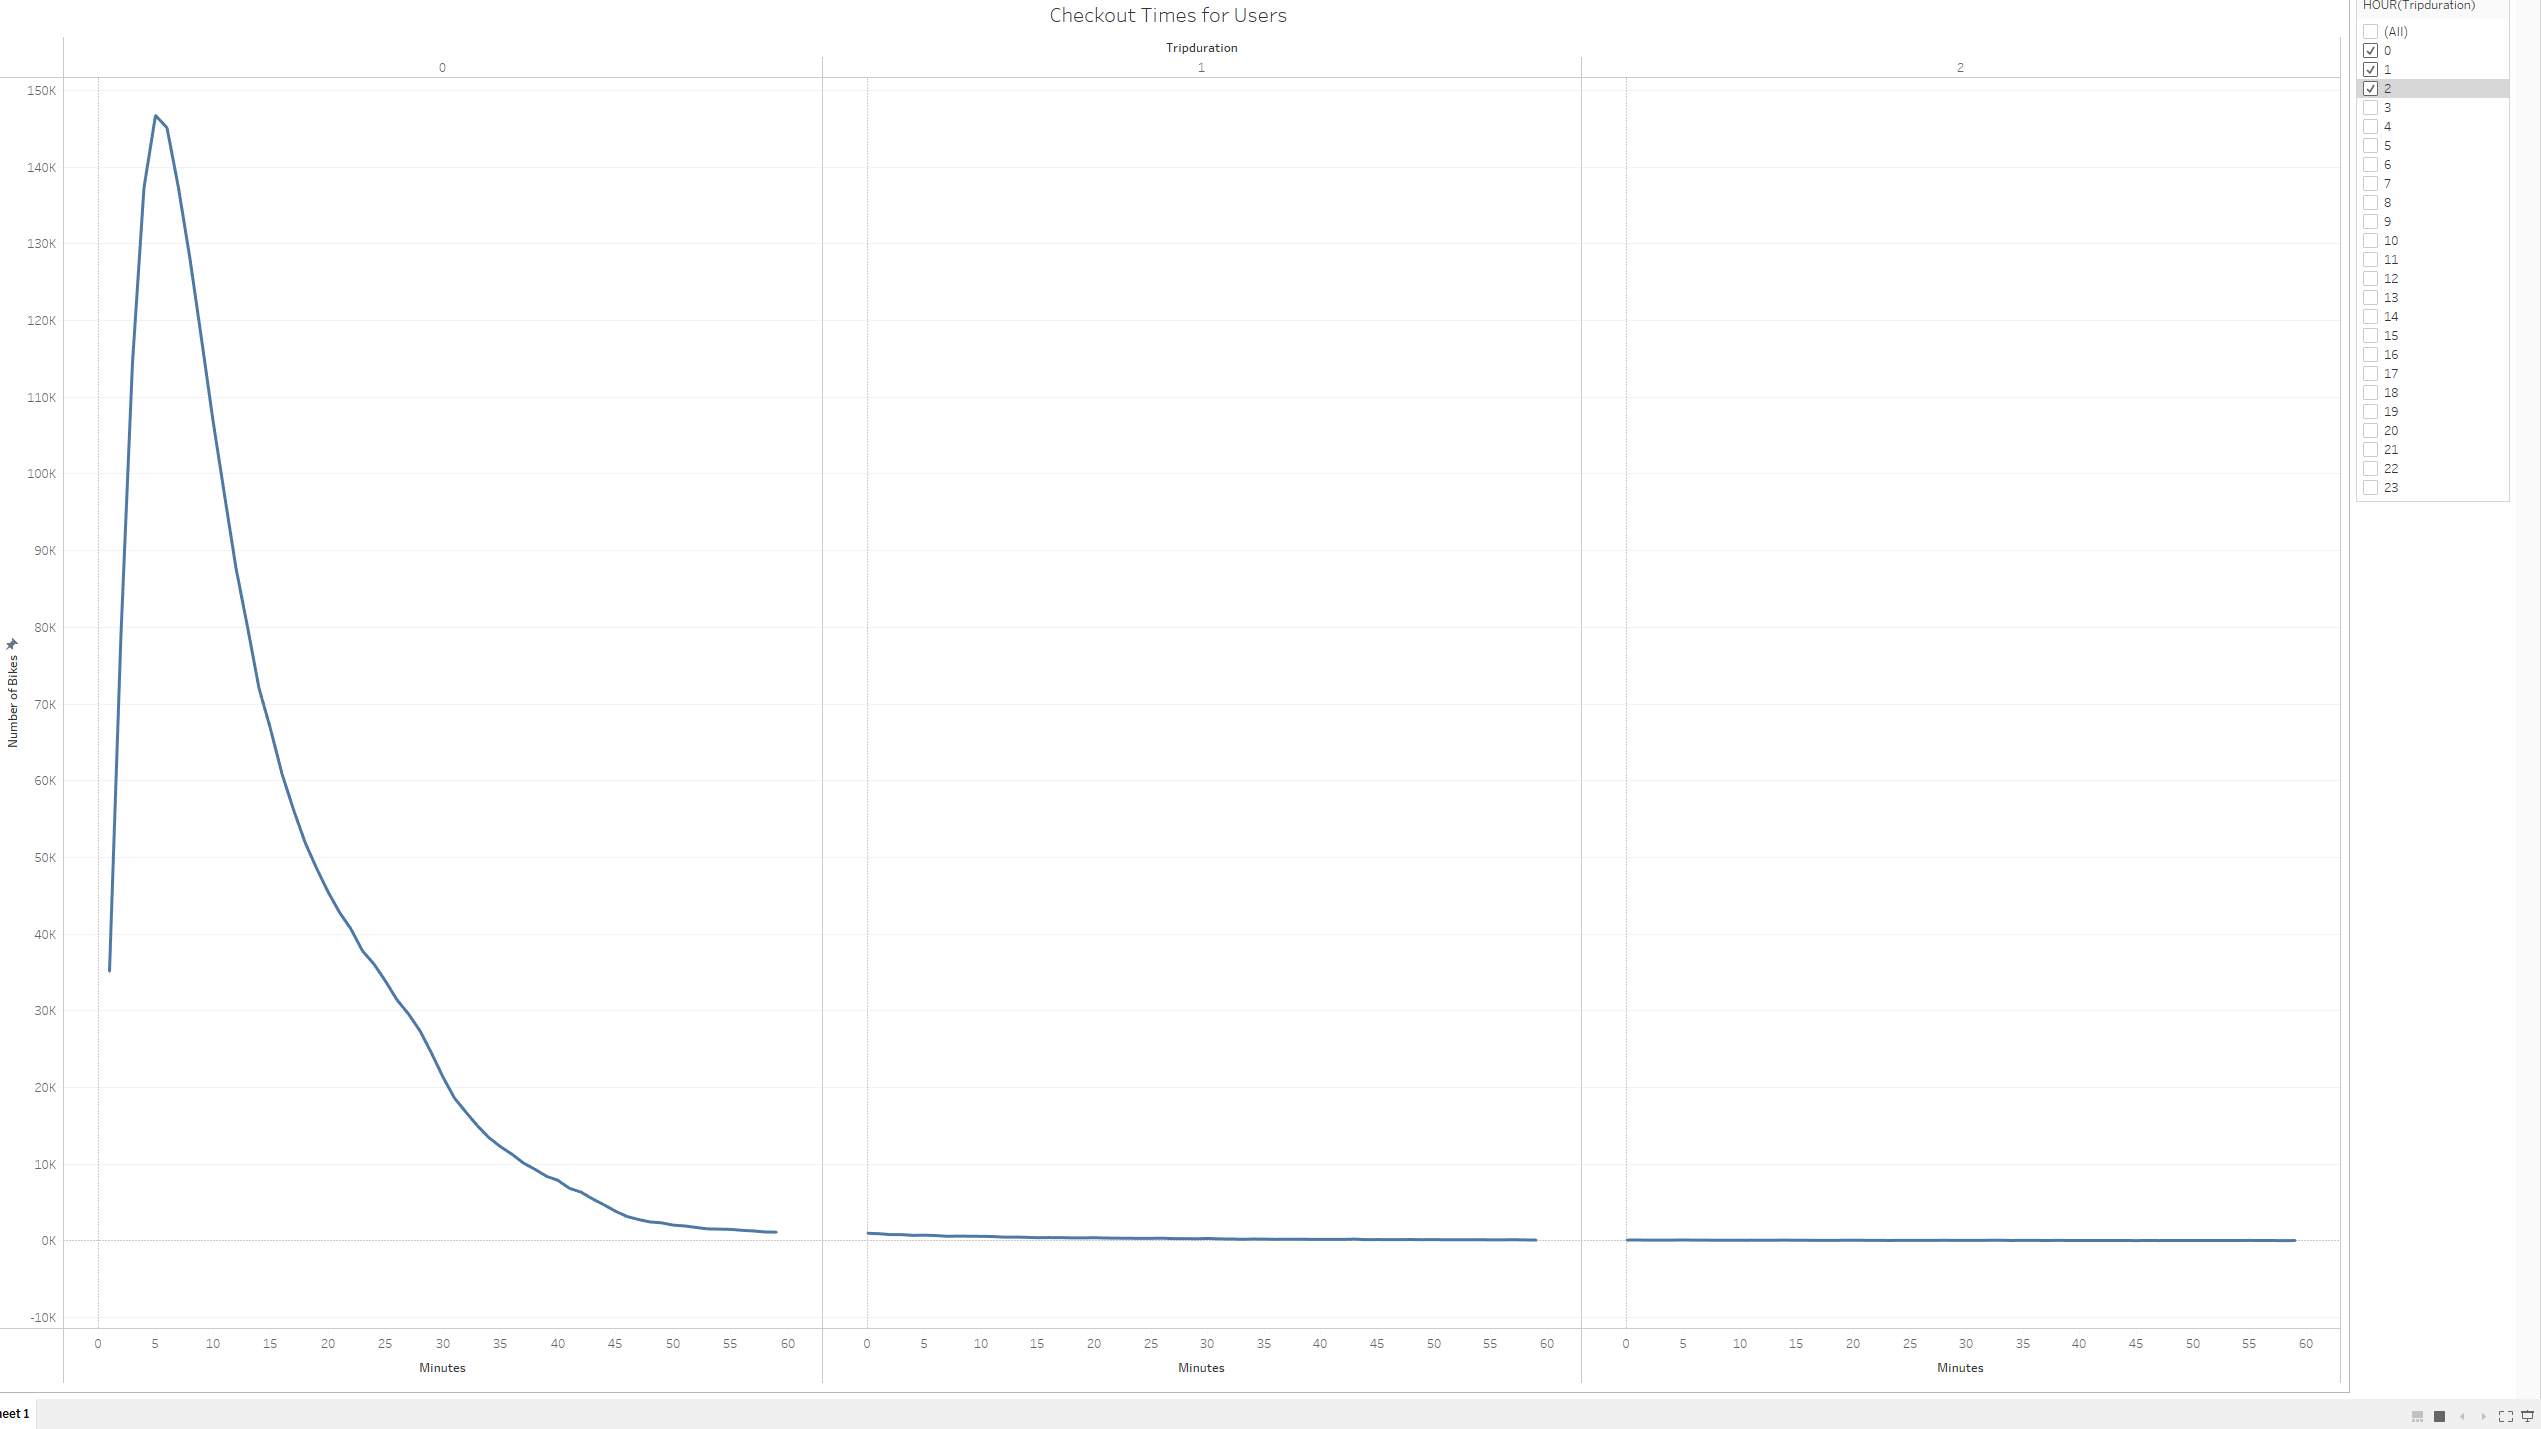 Checkout Times for Users
Tripduration
0 1 2
150K
140K
130K
120K
110K
100K
90K
80K
70K
60K
50K
40K
30K
20K
10K
0K
-10K
Number of Bikes
0 5 10 15 20 25 30 35 40 45 50 55 60
Minutes
0 5 10 15 20 25 30 35 40 45 50 55 60
Minutes
0 5 10 15 20 25 30 35 40 45 50 55 60
Minutes
HOUR(Tripduration)
(All)
0
1
2
3
4
5
6
7
8
9
10
11
12
13
14
15
16
17
18
19
20
21
22
23
eet 1